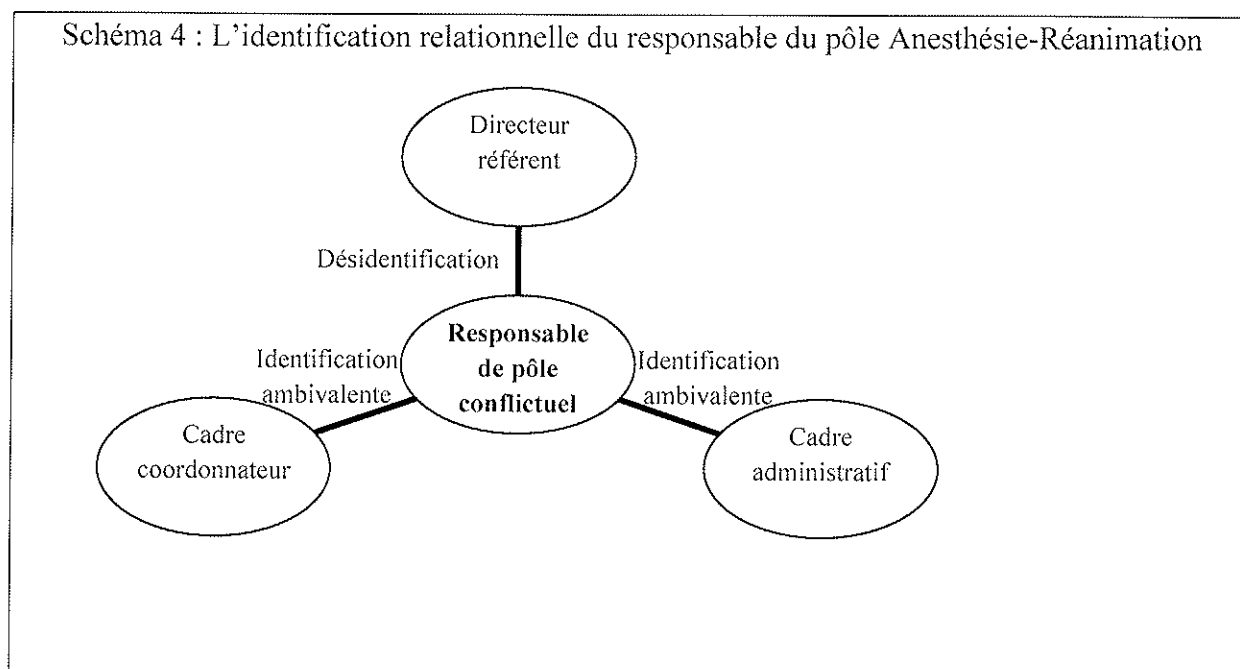 Schéma 4 : L'identification relationnelle du responsable du pôle Anesthésie-Réanimation
Directeur
référent
Désidentification
Responsable
de pôle
conflictuel
Identification
ambivalente
Identification
ambivalente
Cadre
coordonnateur
Cadre
administratif